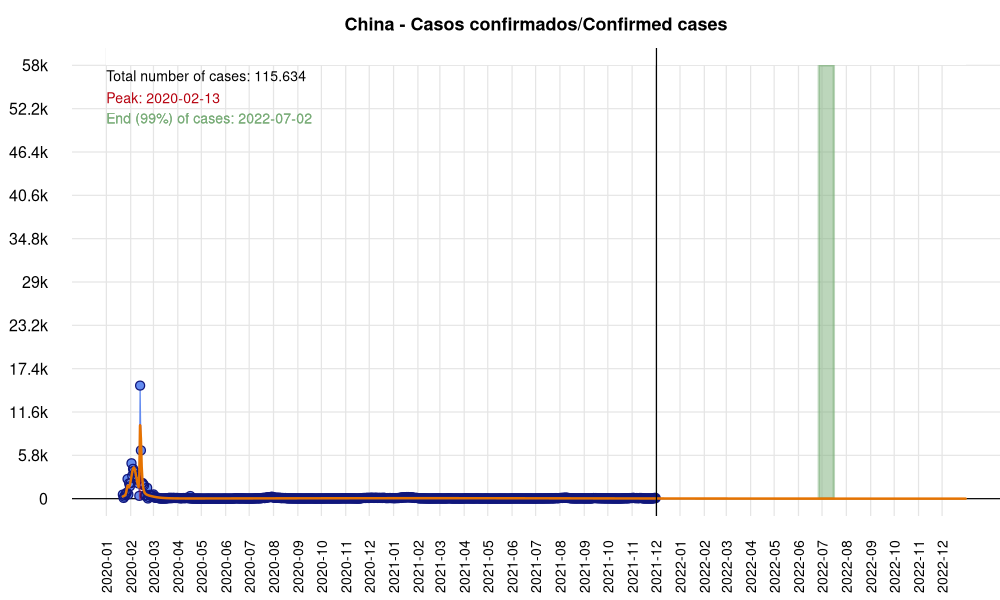 China - Casos confirmados/Confirmed cases
Total number of cases: 115.634
Peak: 2020-02-13
End (99%) of cases: 2022-07-02
58k
52.2k
46.4k
40.6k
34.8k
29k
23.2k
17.4k
11.6k
5.8k
0
2020-01
2020-02
2020-03
2020-04
2020-05
2020-06
2020-07
2020-08
2020-09
2020-10
2020-11
2020-12
2021-01
2021-02
2021-03
2021-04
2021-05
2021-06
2021-07
2021-08
2021-09
2021-10
2021-11
2021-12
2022-01
2022-02
2022-03
2022-04
2022-05
2022-06
2022-07
2022-08
2022-09
2022-10
2022-11
2022-12